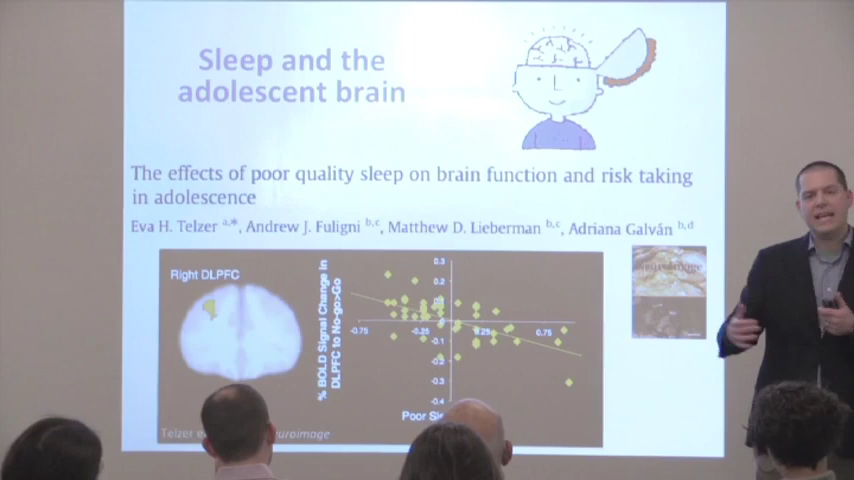 Sleep and the
adolescent brain
The effects of poor quality sleep on brain function and risk taking
in adolescence
Eva H. Telzer a,*, Andrew J. Fuligni b,c, Matthew D. Lieberman b,c, Adriana Galván b,d
Right DLPFC
% BOLD Signal Change In
DLPFC to No-go>Go
0.3
0.2
0.1
0
-0.75
-0.25
0.25
0.75
-0.1
-0.2
-0.3
-0.4
Poor
Telzer